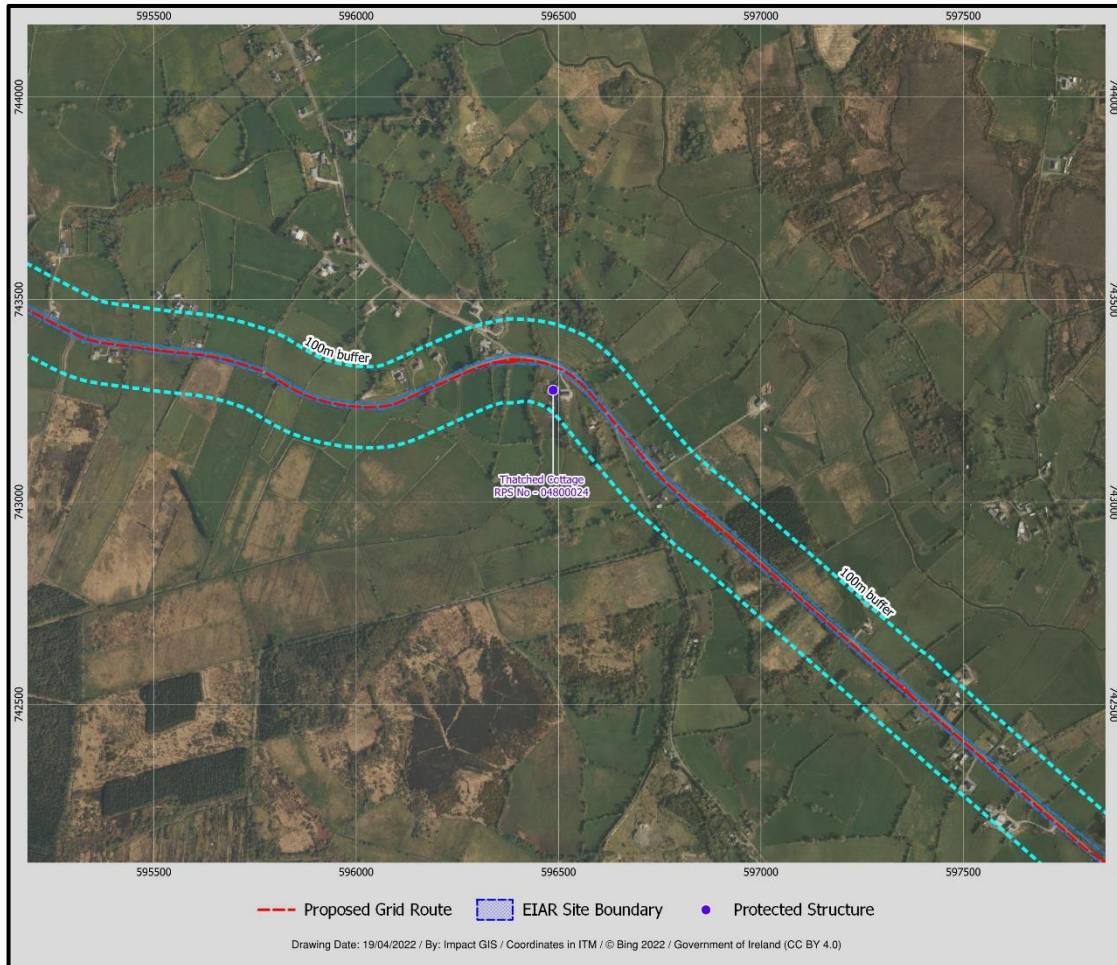 595500 596000 596500 597000 597500
744000 744000
100m buffer
743500 743500
Thatched Cottage
RPS No - 04800024
743000 743000
100m buffer
742500 742500
595500 596000 596500 597000 597500
Proposed Grid Route EIAR Site Boundary Protected Structure
Drawing Date: 19/04/2022 / By: Impact GIS / Coordinates in ITM / © Bing 2022 / Government of Ireland (CC BY 4.0)